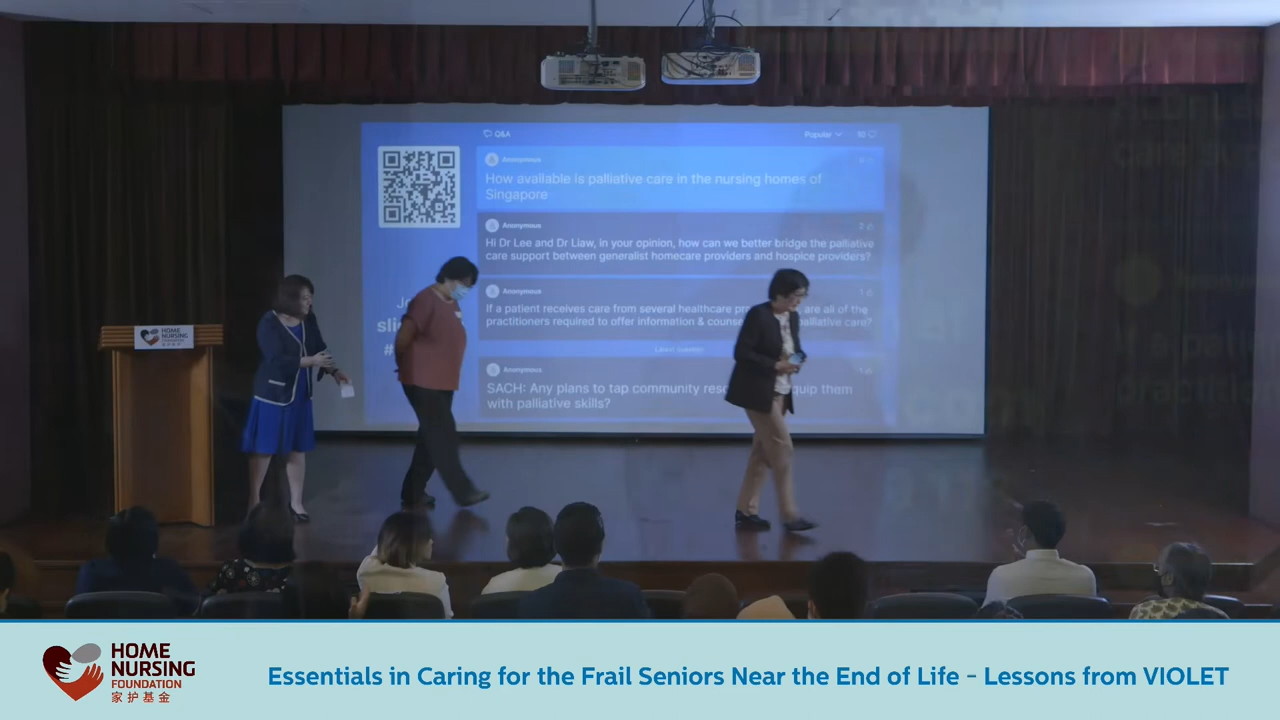 Q&A
Popular
Anonymous
How available is palliative care in the nursing homes of
Singapore
Anonymous
Hi Dr Lee and Dr Liaw, in your opinion, how can we better bridge the palliative
care support between generalist homecare providers and hospice providers?
Anonymous
If a patient receives care from several healthcare are all of the
practitioners required to offer information & palliative care?
Anonymous
SACH: Any plans to tap community equip them
with palliative skills?
#
HOME
NURSING
FOUNDATION
HOME
NURSING
FOUNDATION
家护基金
Essentials in Caring for the Frail Seniors Near the End of Life - Lessons from VIOLET